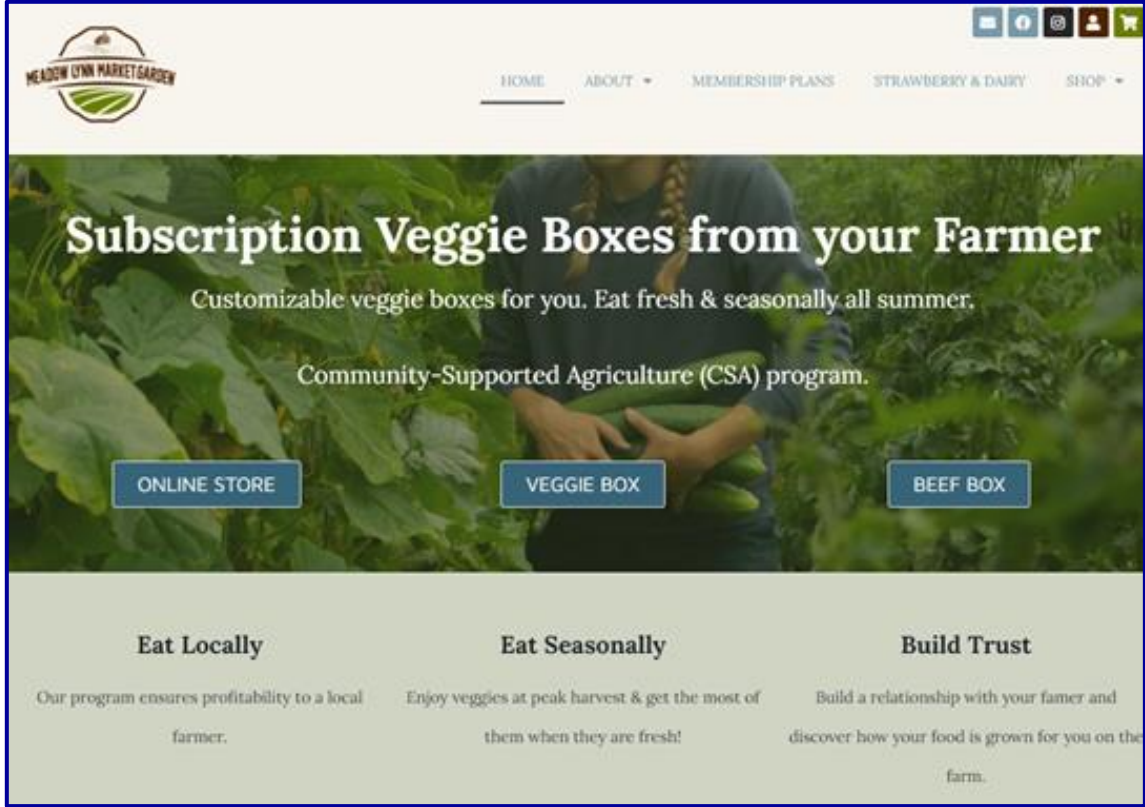 MEADOW LYNN MARKET GARDEN
HOME ABOUT MEMBERSHIP PLANS STRAWBERRY & DAIRY SHOP
Subscription Veggie Boxes from your Farmer
Customizable veggie boxes for you. Eat fresh & seasonally all summer.
Community-Supported Agriculture (CSA) program.
ONLINE STORE VEGGIE BOX BEEF BOX
Eat Locally
Our program ensures profitability to a local
farmer.
Eat Seasonally
Enjoy veggies at peak harvest & get the most of
them when they are fresh!
Build Trust
Build a relationship with your famer and
discover how your food is grown for you on the
farm.